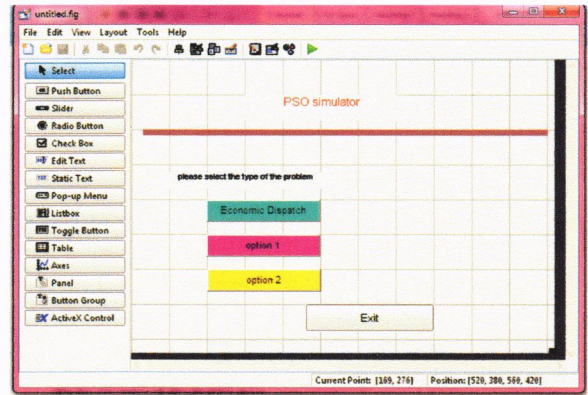 untitled.fig
File Edit View Layout Tools Help
Select
Push Button
Slider
Radio Button
Check Box
Edit Text
Static Text
Pop-up Menu
Listbox
Toggle Button
Table
Axes
Panel
Button Group
ActiveX Control
PSO simulator
please select the type of the problem
Economic Dispatch
option 1
option 2
Exit
Current Point: [169, 276] Position: [520, 380, 560, 420]